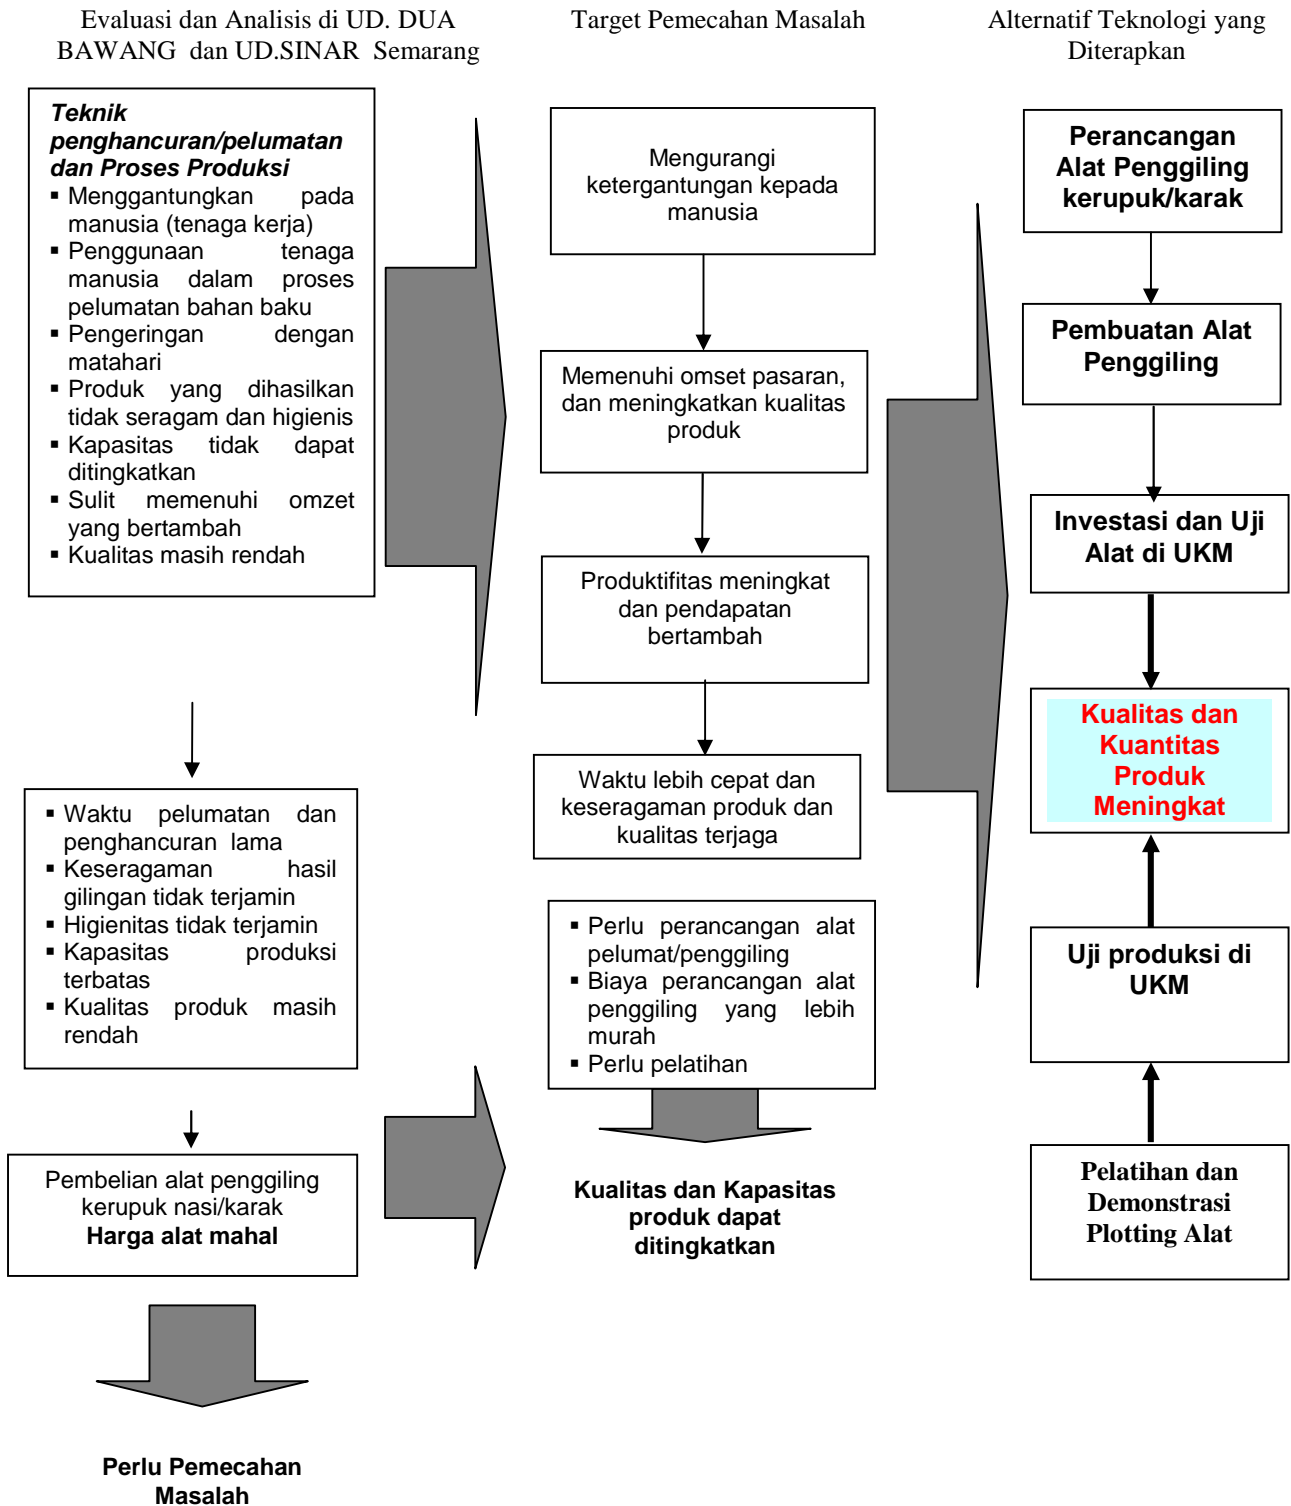 Evaluasi dan Analisis di UD. DUA
BAWANG dan UD.SINAR Semarang
Teknik
penghancuran/pelumatan
dan Proses Produksi
▪ Menggantungkan pada
manusia (tenaga kerja)
▪ Penggunaan tenaga
manusia dalam proses
pelumatan bahan baku
▪ Pengeringan dengan
matahari
▪ Produk yang dihasilkan
tidak seragam dan higienis
▪ Kapasitas tidak dapat
ditingkatkan
▪ Sulit memenuhi omzet
yang bertambah
▪ Kualitas masih rendah
▪ Waktu pelumatan dan
penghancuran lama
▪ Keseragaman hasil
gilingan tidak terjamin
▪ Higienitas tidak terjamin
▪ Kapasitas produksi
terbatas
▪ Kualitas produk masih
rendah
Pembelian alat penggiling
kerupuk nasi/karak
Harga alat mahal
Perlu Pemecahan
Masalah
Target Pemecahan Masalah
Mengurangi
ketergantungan kepada
manusia
Memenuhi omset pasaran,
dan meningkatkan kualitas
produk
Produktifitas meningkat
dan pendapatan
bertambah
Waktu lebih cepat dan
keseragaman produk dan
kualitas terjaga
▪ Perlu perancangan alat
pelumat/penggiling
▪ Biaya perancangan alat
penggiling yang lebih
murah
▪ Perlu pelatihan
Kualitas dan Kapasitas
produk dapat
ditingkatkan
Alternatif Teknologi yang
Diterapkan
Perancangan
Alat Penggiling
kerupuk/karak
Pembuatan Alat
Penggiling
Investasi dan Uji
Alat di UKM
Kualitas dan
Kuantitas
Produk
Meningkat
Uji produksi di
UKM
Pelatihan dan
Demonstrasi
Plotting Alat